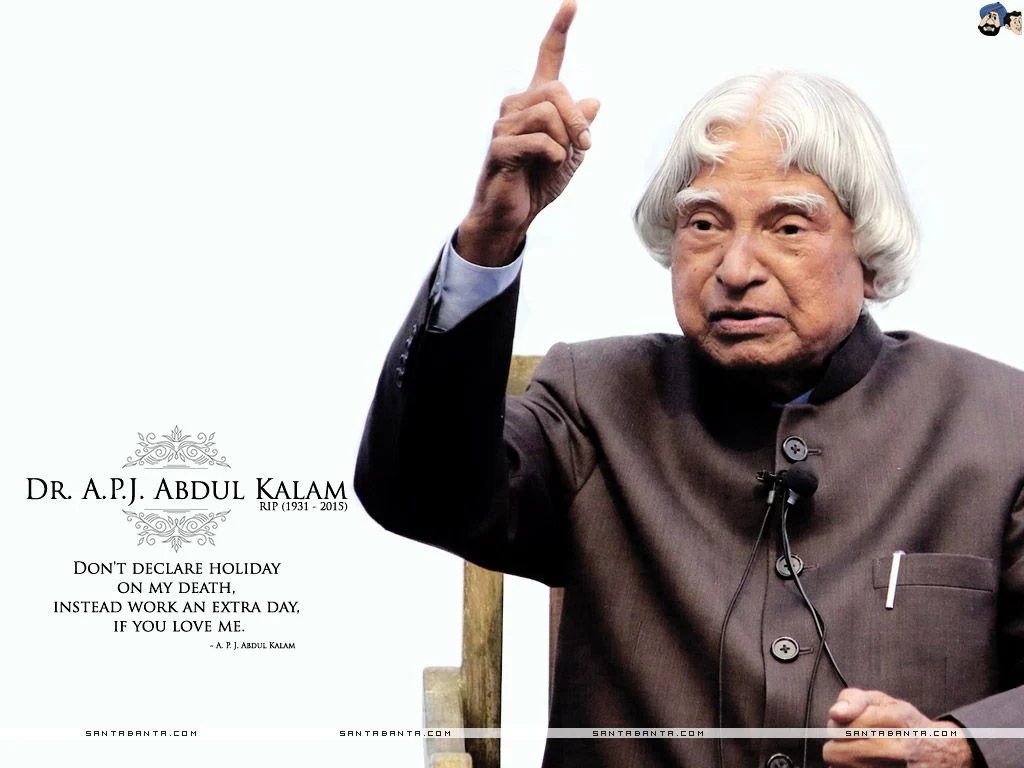 Dr. A.P.J. Abdul Kalam
RIP (1931 - 2015)
Don't declare holiday
on my death,
instead work an extra day,
if you love me.
- A. P. J. Abdul Kalam
SANTABANTA.COM SANTABANTA.COM SANTABANTA.COM SANTABANTA.COM